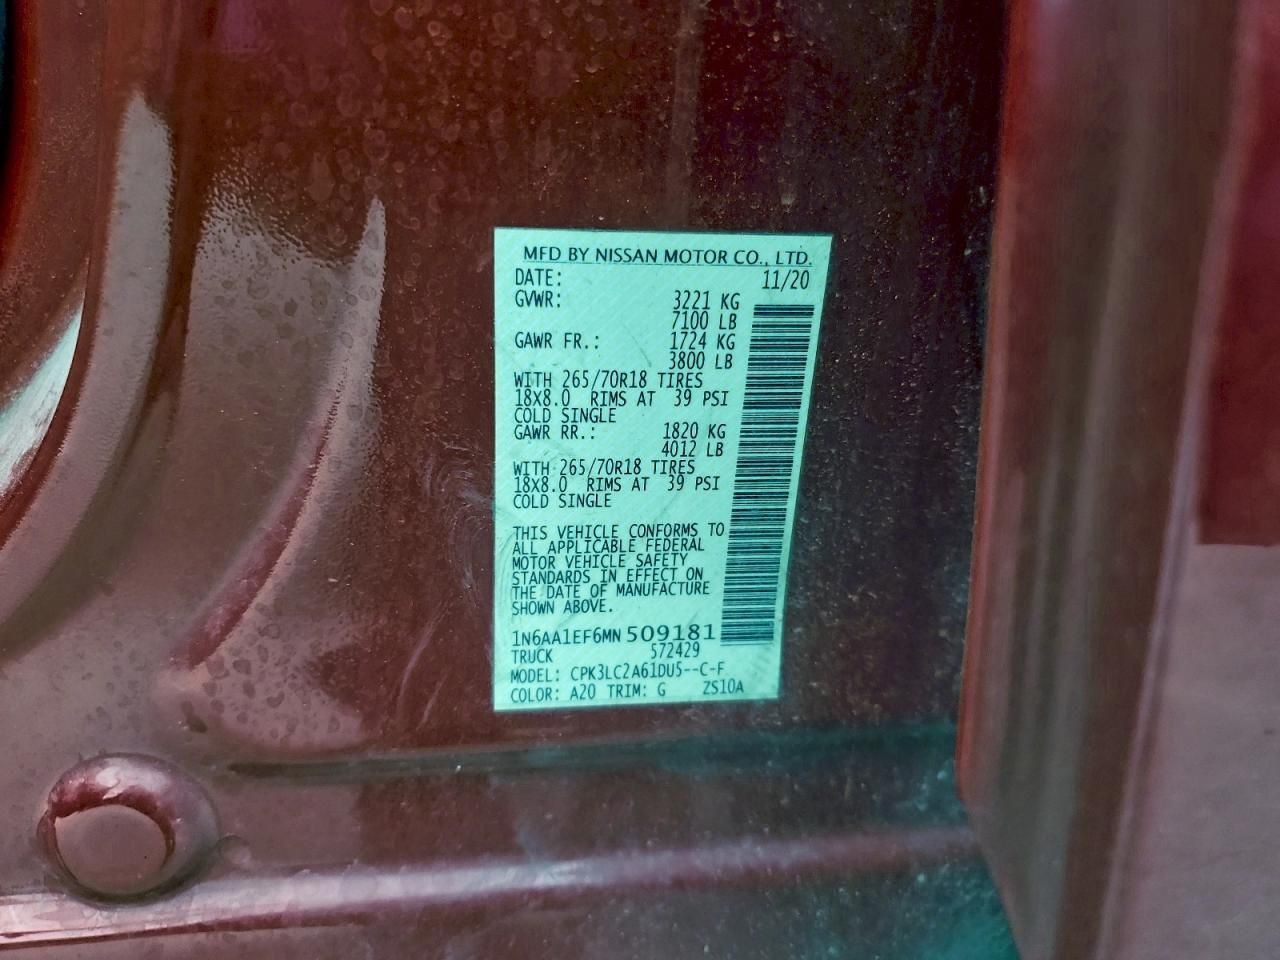 MFD BY NISSAN MOTOR CO., LTD.
DATE: 11/20
GVWR: 3221 KG
7100 LB
GAWR FR.: 1724 KG
3800 LB
WITH 265/70R18 TIRES
18X8.0 RIMS AT 39 PSI
COLD SINGLE
GAWR RR.: 1820 KG
4012 LB
WITH 265/70R18 TIRES
18X8.0 RIMS AT 39 PSI
COLD SINGLE
THIS VEHICLE CONFORMS TO
ALL APPLICABLE FEDERAL
MOTOR VEHICLE SAFETY
STANDARDS IN EFFECT ON
THE DATE OF MANUFACTURE
SHOWN ABOVE.
1N6AA1EF6MN509181
TRUCK 572429
MODEL: CPK3LC2A61DU5--C-F
COLOR: A20 TRIM: G ZS10A